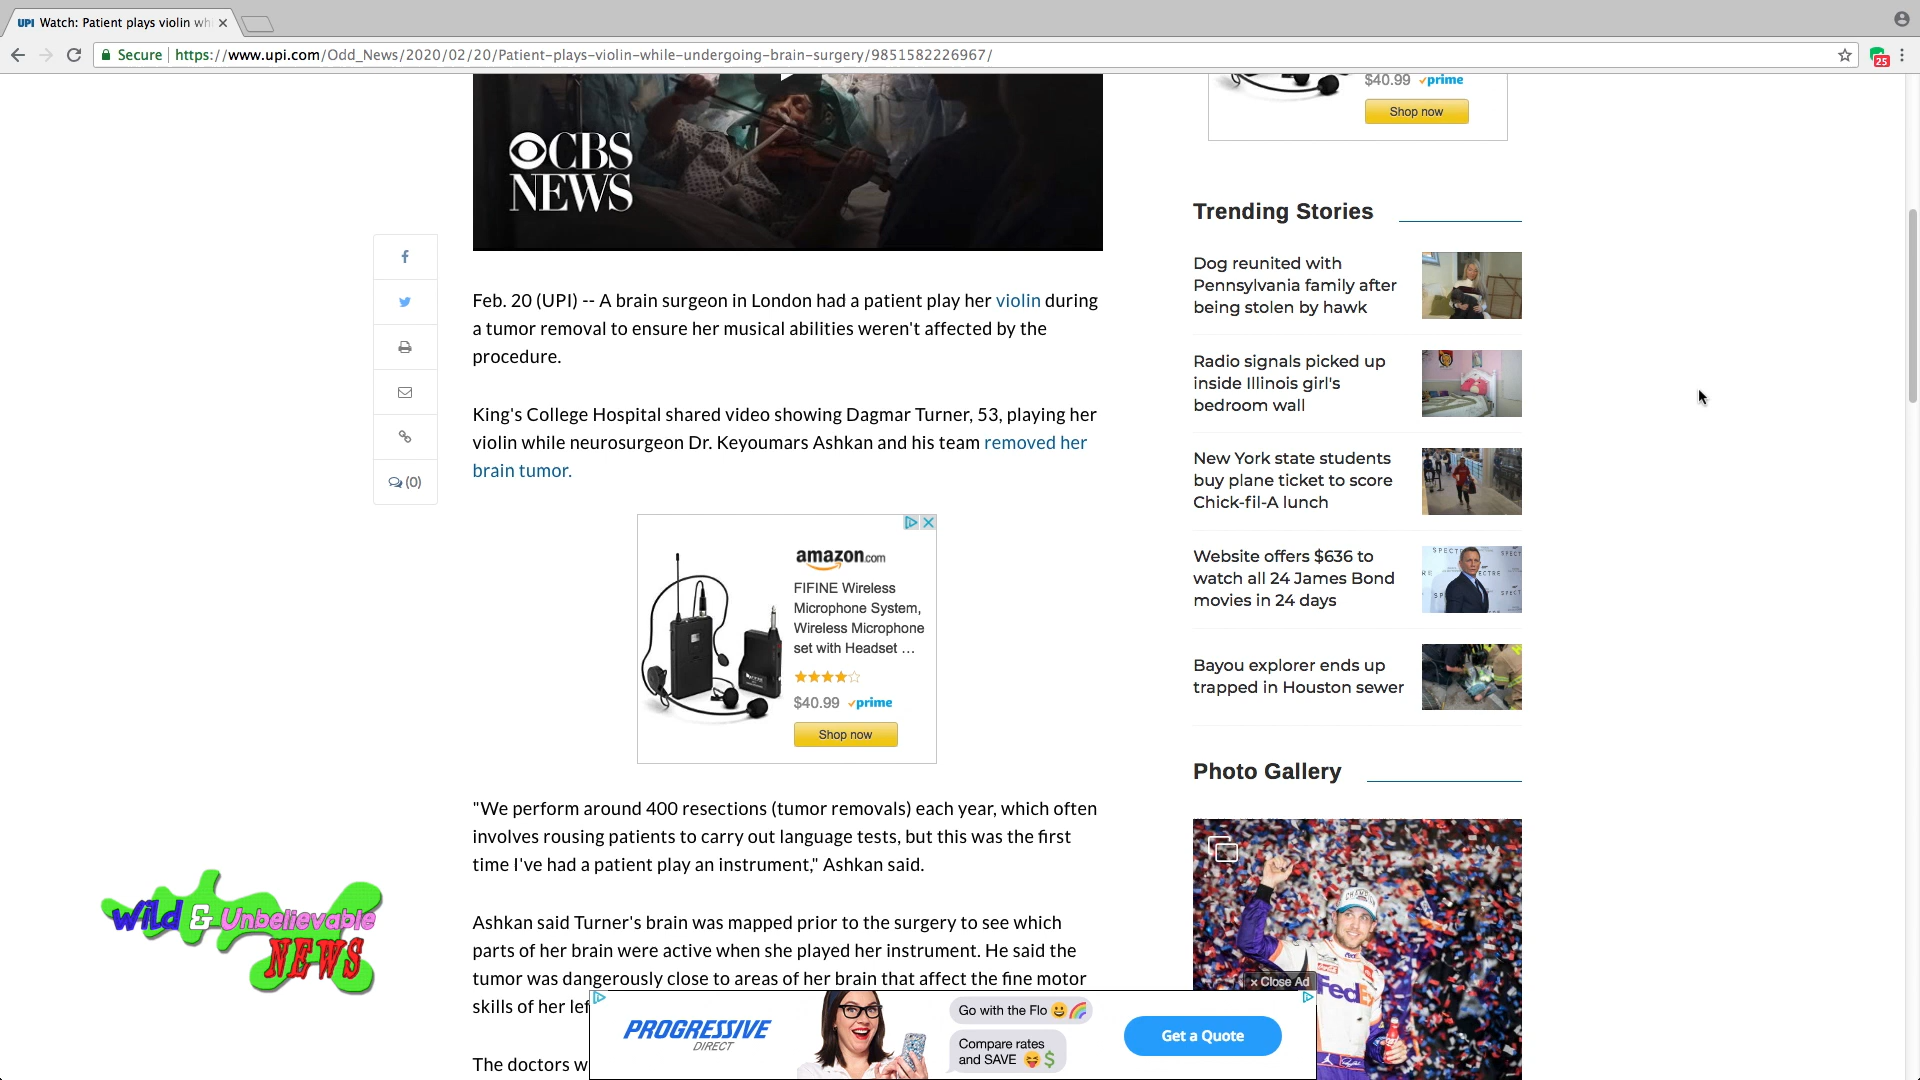 UPI Watch: Patient plays violin wh
Secure https://www.upi.com/Odd_News/2020/02/20/Patient-plays-violin-while-undergoing-brain-surgery/9851582226967/
25
CBS
NEWS
$40.99 prime
Shop now
Feb. 20 (UPI) -- A brain surgeon in London had a patient play her violin during
a tumor removal to ensure her musical abilities weren't affected by the
procedure.
King's College Hospital shared video showing Dagmar Turner, 53, playing her
violin while neurosurgeon Dr. Keyoumars Ashkan and his team removed her
brain tumor.
(0)
amazon.com
FIFINE Wireless
Microphone System,
Wireless Microphone
set with Headset ...
$40.99 prime
Shop now
"We perform around 400 resections (tumor removals) each year, which often
involves rousing patients to carry out language tests, but this was the first
time I've had a patient play an instrument," Ashkan said.
Ashkan said Turner's brain was mapped prior to the surgery to see which
parts of her brain were active when she played her instrument. He said the
tumor was dangerously close to areas of her brain that affect the fine motor
skills of her lef
The doctors w
Trending Stories
Dog reunited with
Pennsylvania family after
being stolen by hawk
Radio signals picked up
inside Illinois girl's
bedroom wall
New York state students
buy plane ticket to score
Chick-fil-A lunch
Website offers $636 to
watch all 24 James Bond
movies in 24 days
SPECTRE
Bayou explorer ends up
trapped in Houston sewer
Photo Gallery
FedEx
× Close Ad
PROGRESSIVE
DIRECT
Go with the Flo 😀🌈
Compare rates
and SAVE 😝💲
Get a Quote
Wild & Unbelievable
NEWS